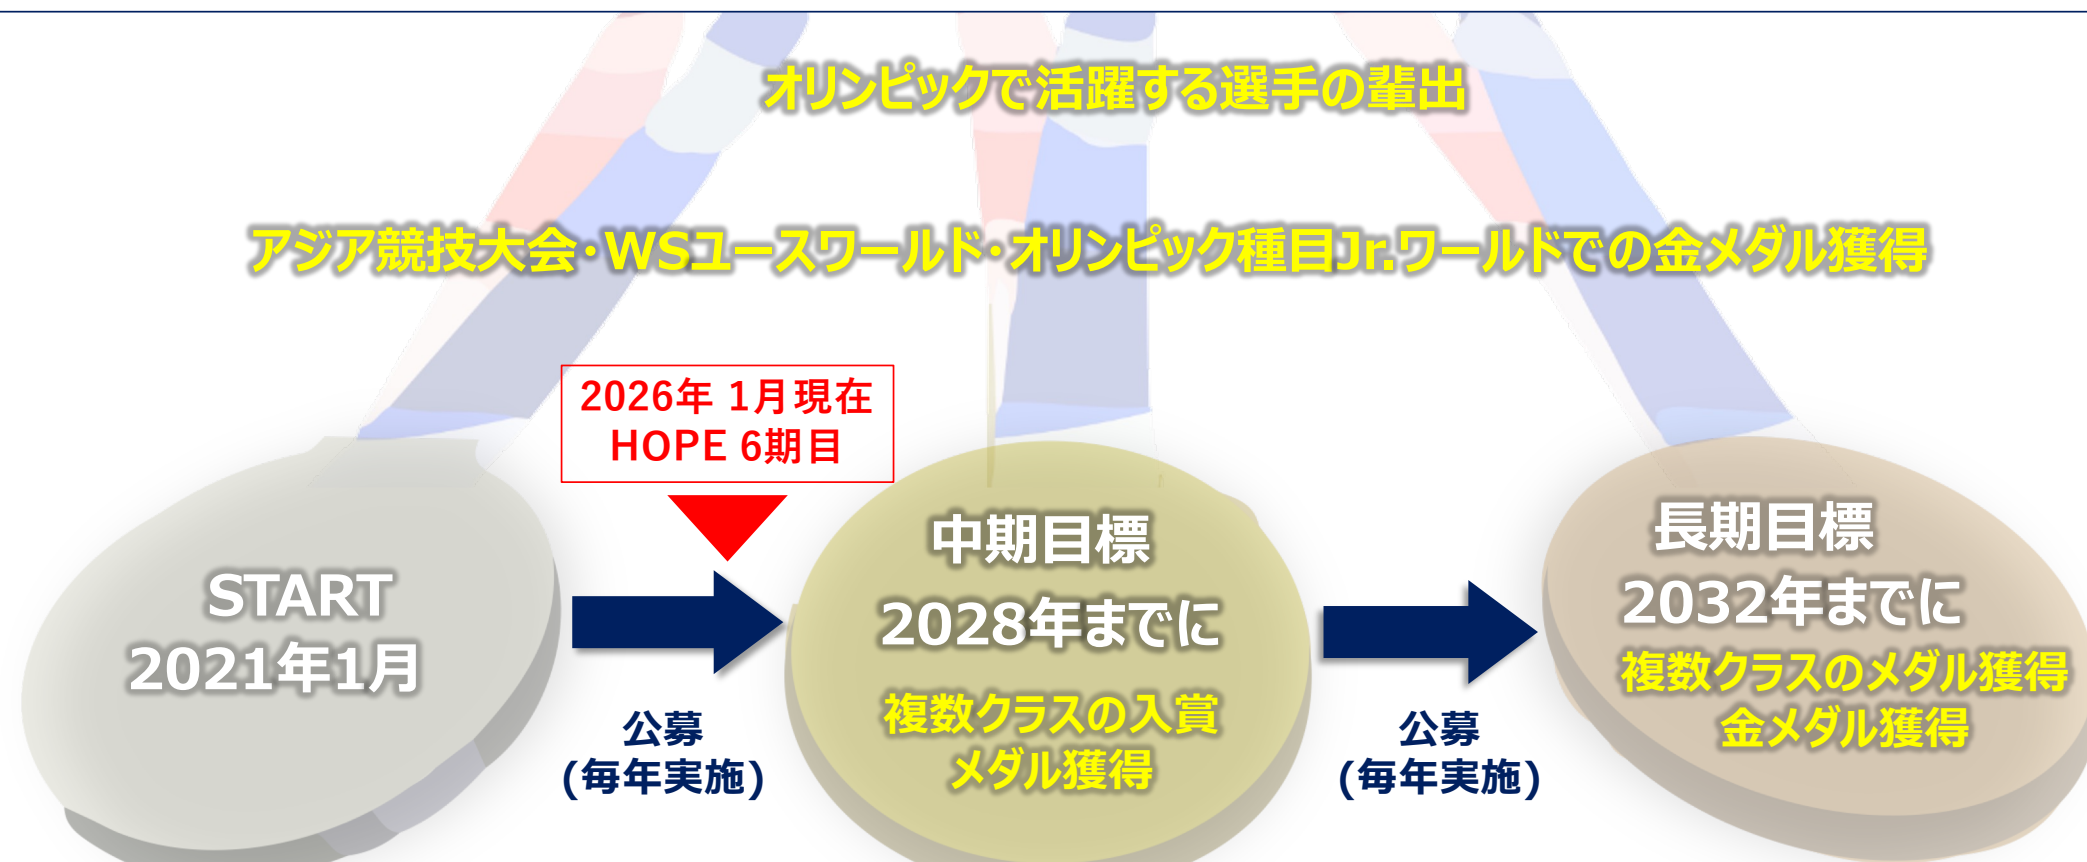 オリンピックで活躍する選手の輩出
アジア競技大会・WSユースワールド・オリンピック種目Jr.ワールドでの金メダル獲得
2026年 1月現在
HOPE 6期目
START
2021年1月
公募
(毎年実施)
中期目標
2028年までに
複数クラスの入賞
メダル獲得
公募
(毎年実施)
長期目標
2032年までに
複数クラスのメダル獲得
金メダル獲得